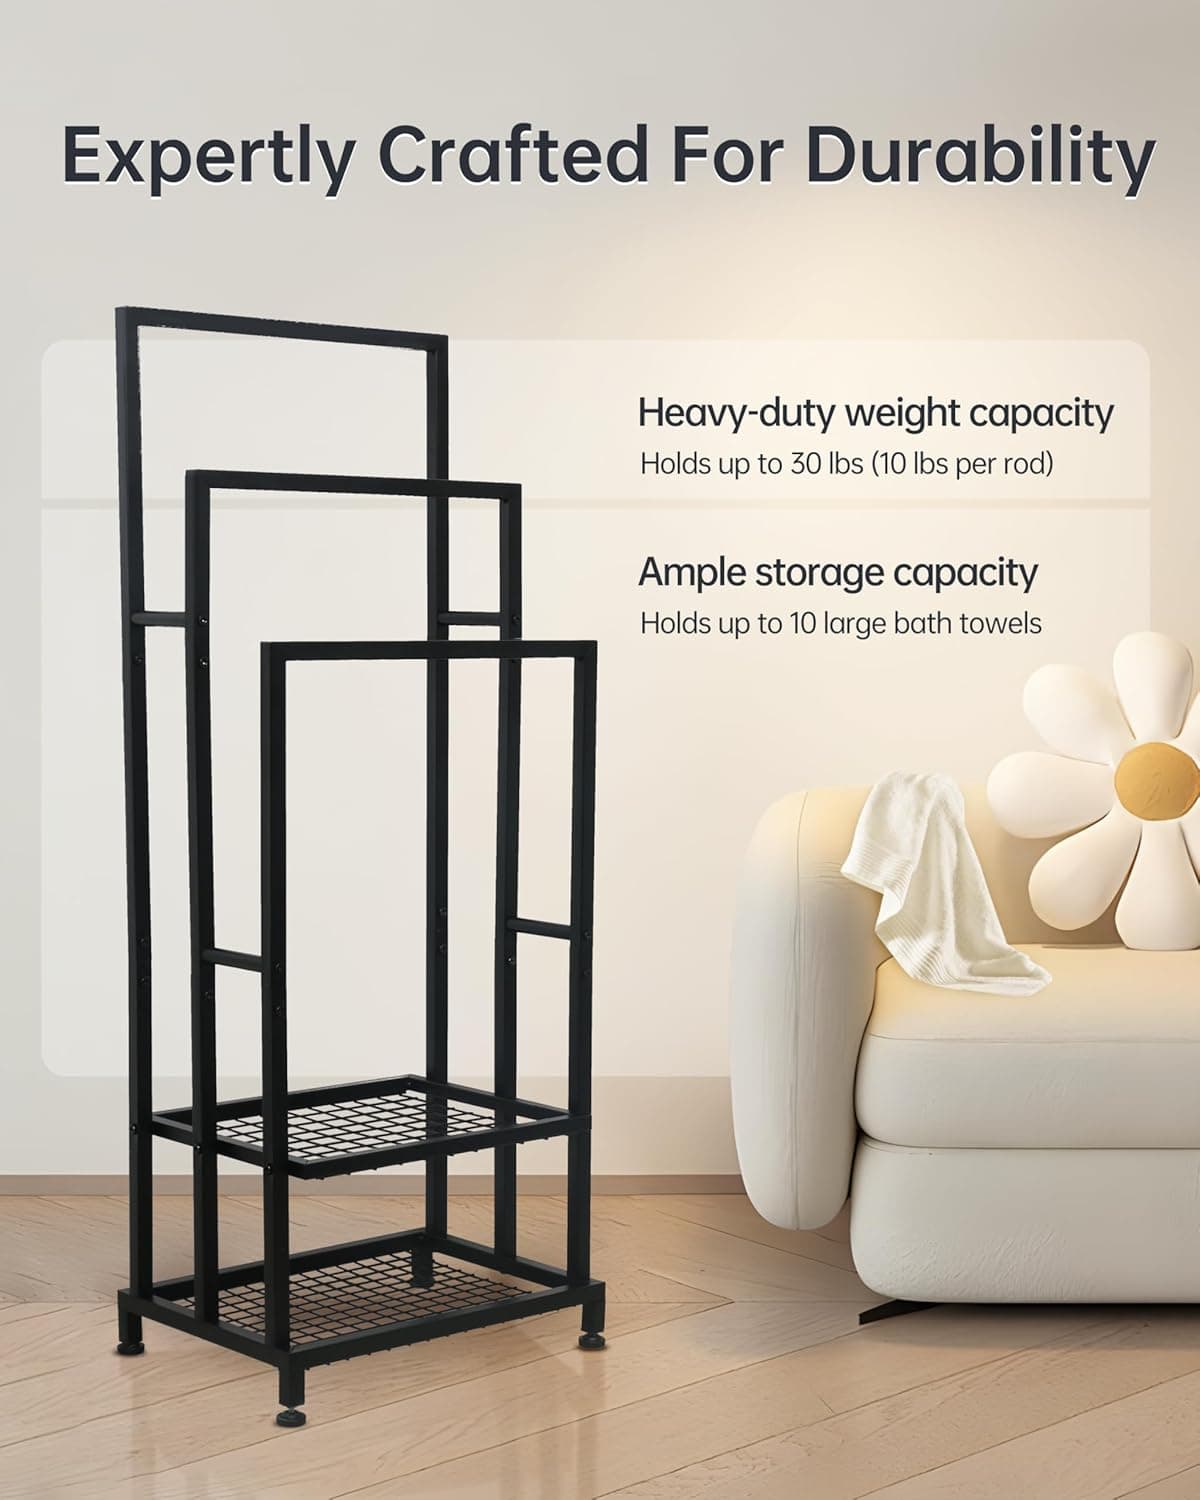 Expertly Crafted For Durability
Heavy-duty weight capacity
Holds up to 30 lbs (10 lbs per rod)
Ample storage capacity
Holds up to 10 large bath towels